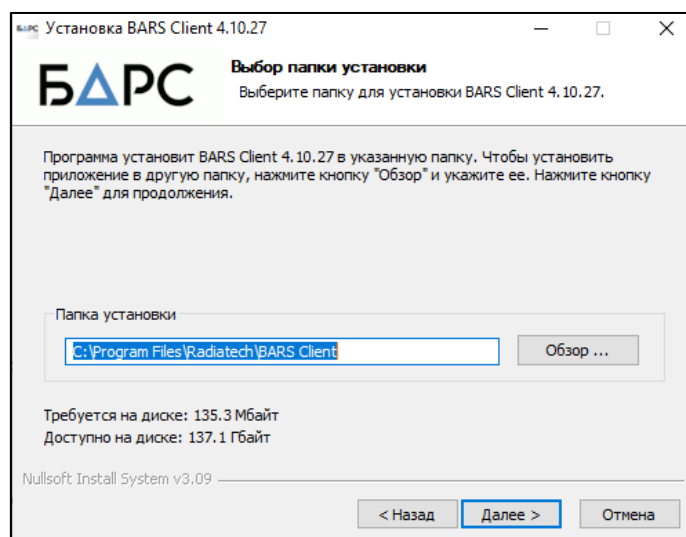 БАРС Установка BARS Client 4.10.27
БАРС
Выбор папки установки
Выберите папку для установки BARS Client 4.10.27.
Программа установит BARS Client 4.10.27 в указанную папку. Чтобы установить
приложение в другую папку, нажмите кнопку "Обзор" и укажите ее. Нажмите кнопку
"Далее" для продолжения.
Папка установки
C:\Program Files\Radiatech\BARS Client
Обзор ...
Требуется на диске: 135.3 Мбайт
Доступно на диске: 137.1 Гбайт
Nullsoft Install System v3.09
< Назад
Далее >
Отмена